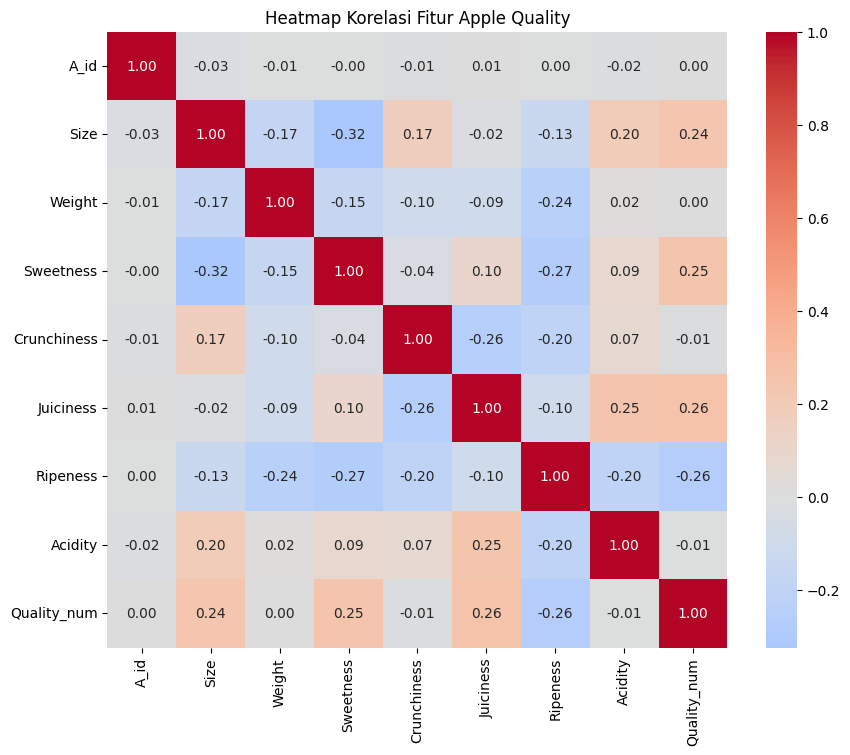 Heatmap Korelasi Fitur Apple Quality
A_id 1.00 -0.03 -0.01 -0.00 -0.01 0.01 0.00 -0.02 0.00
Size -0.03 1.00 -0.17 -0.32 0.17 -0.02 -0.13 0.20 0.24
Weight -0.01 -0.17 1.00 -0.15 -0.10 -0.09 -0.24 0.02 0.00
Sweetness -0.00 -0.32 -0.15 1.00 -0.04 0.10 -0.27 0.09 0.25
Crunchiness -0.01 0.17 -0.10 -0.04 1.00 -0.26 -0.20 0.07 -0.01
Juiciness 0.01 -0.02 -0.09 0.10 -0.26 1.00 -0.10 0.25 0.26
Ripeness 0.00 -0.13 -0.24 -0.27 -0.20 -0.10 1.00 -0.20 -0.26
Acidity -0.02 0.20 0.02 0.09 0.07 0.25 -0.20 1.00 -0.01
Quality_num 0.00 0.24 0.00 0.25 -0.01 0.26 -0.26 -0.01 1.00
A_id Size Weight Sweetness Crunchiness Juiciness Ripeness Acidity Quality_num
1.0
0.8
0.6
0.4
0.2
0.0
−0.2